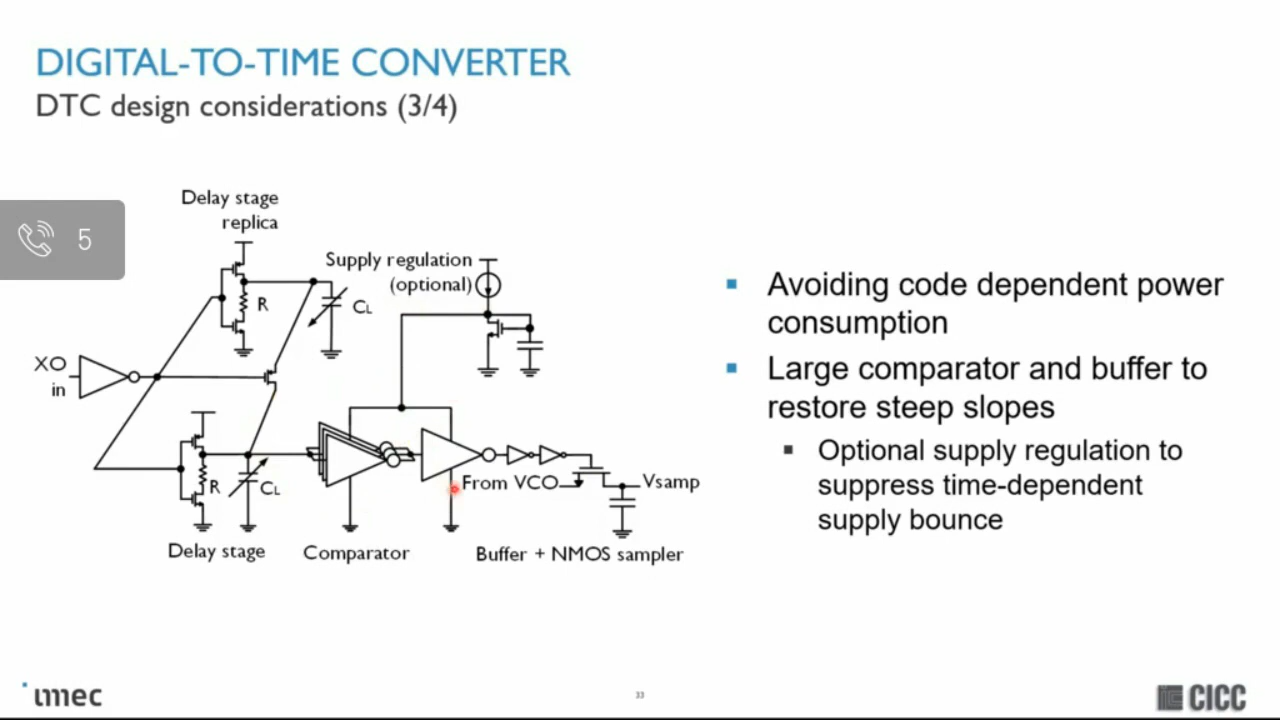 DIGITAL-TO-TIME CONVERTER
DTC design considerations (3/4)
Delay stage
replica
5
Supply regulation
(optional)
R
CL
XO
in
R
CL
From VCO
Vsamp
Delay stage
Comparator
Buffer + NMOS sampler
Avoiding code dependent power
consumption
Large comparator and buffer to
restore steep slopes
Optional supply regulation to
suppress time-dependent
supply bounce
imec
33
CICC